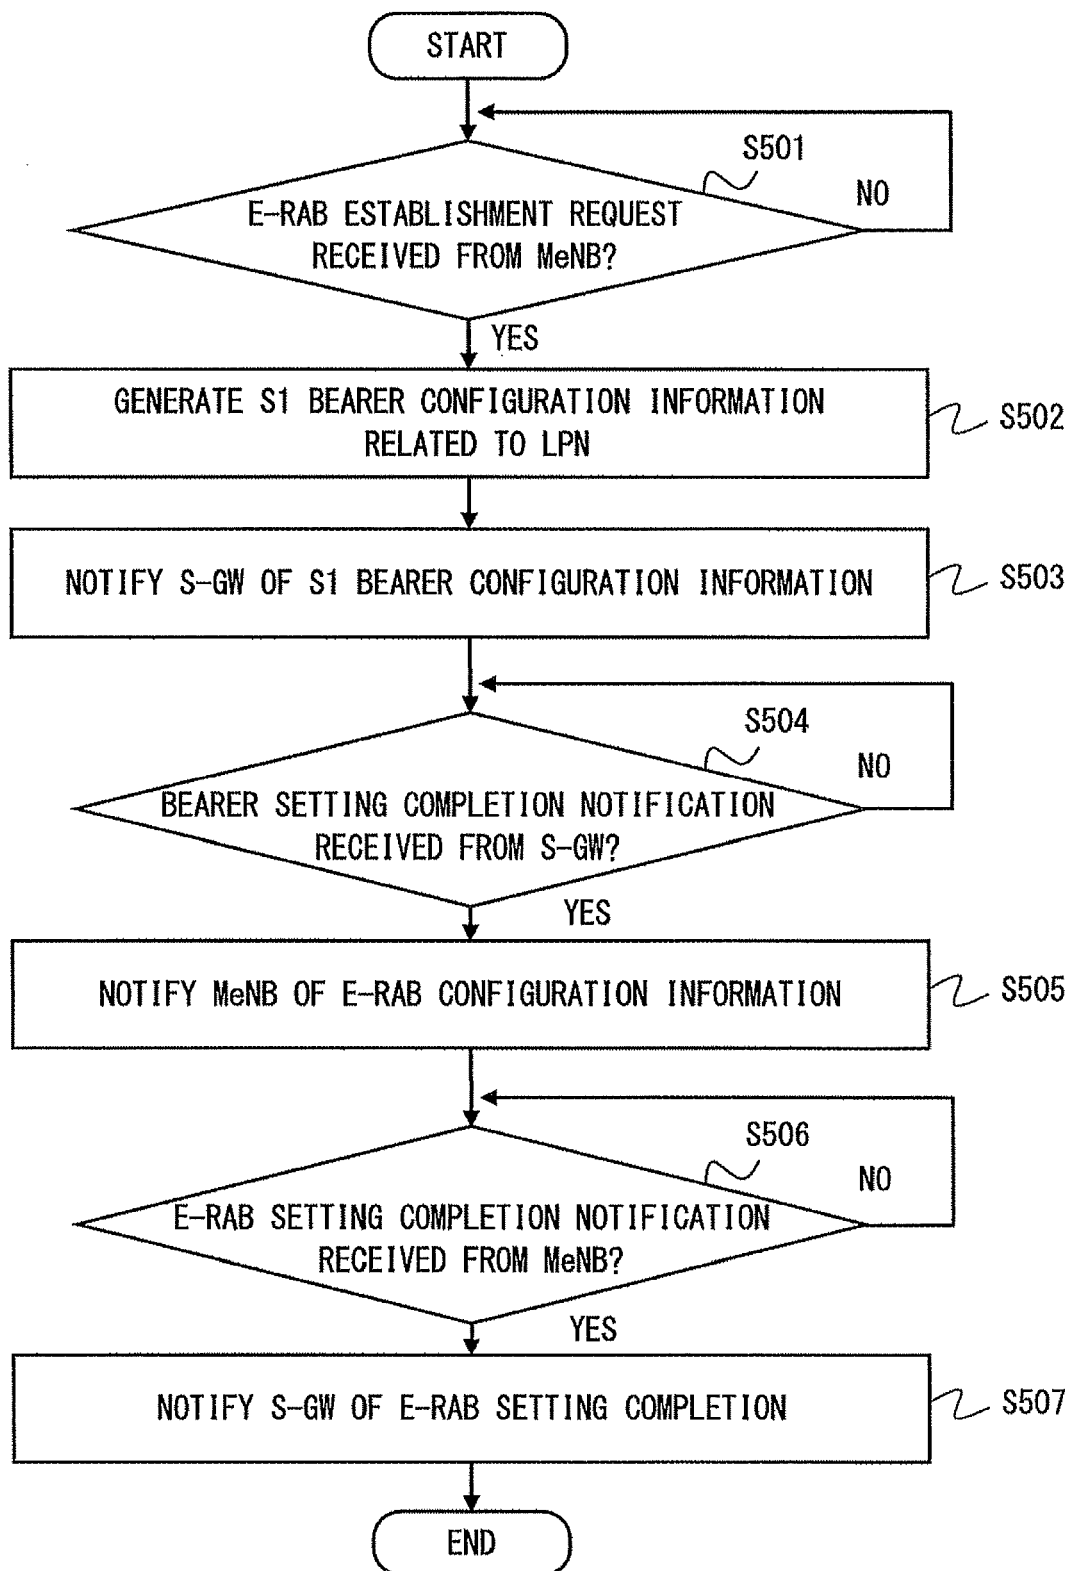 START
S501
NO
E-RAB ESTABLISHMENT REQUEST
RECEIVED FROM MeNB?
YES
GENERATE S1 BEARER CONFIGURATION INFORMATION
RELATED TO LPN
S502
NOTIFY S-GW OF S1 BEARER CONFIGURATION INFORMATION
S503
S504
NO
BEARER SETTING COMPLETION NOTIFICATION
RECEIVED FROM S-GW?
YES
NOTIFY MeNB OF E-RAB CONFIGURATION INFORMATION
S505
S506
NO
E-RAB SETTING COMPLETION NOTIFICATION
RECEIVED FROM MeNB?
YES
NOTIFY S-GW OF E-RAB SETTING COMPLETION
S507
END